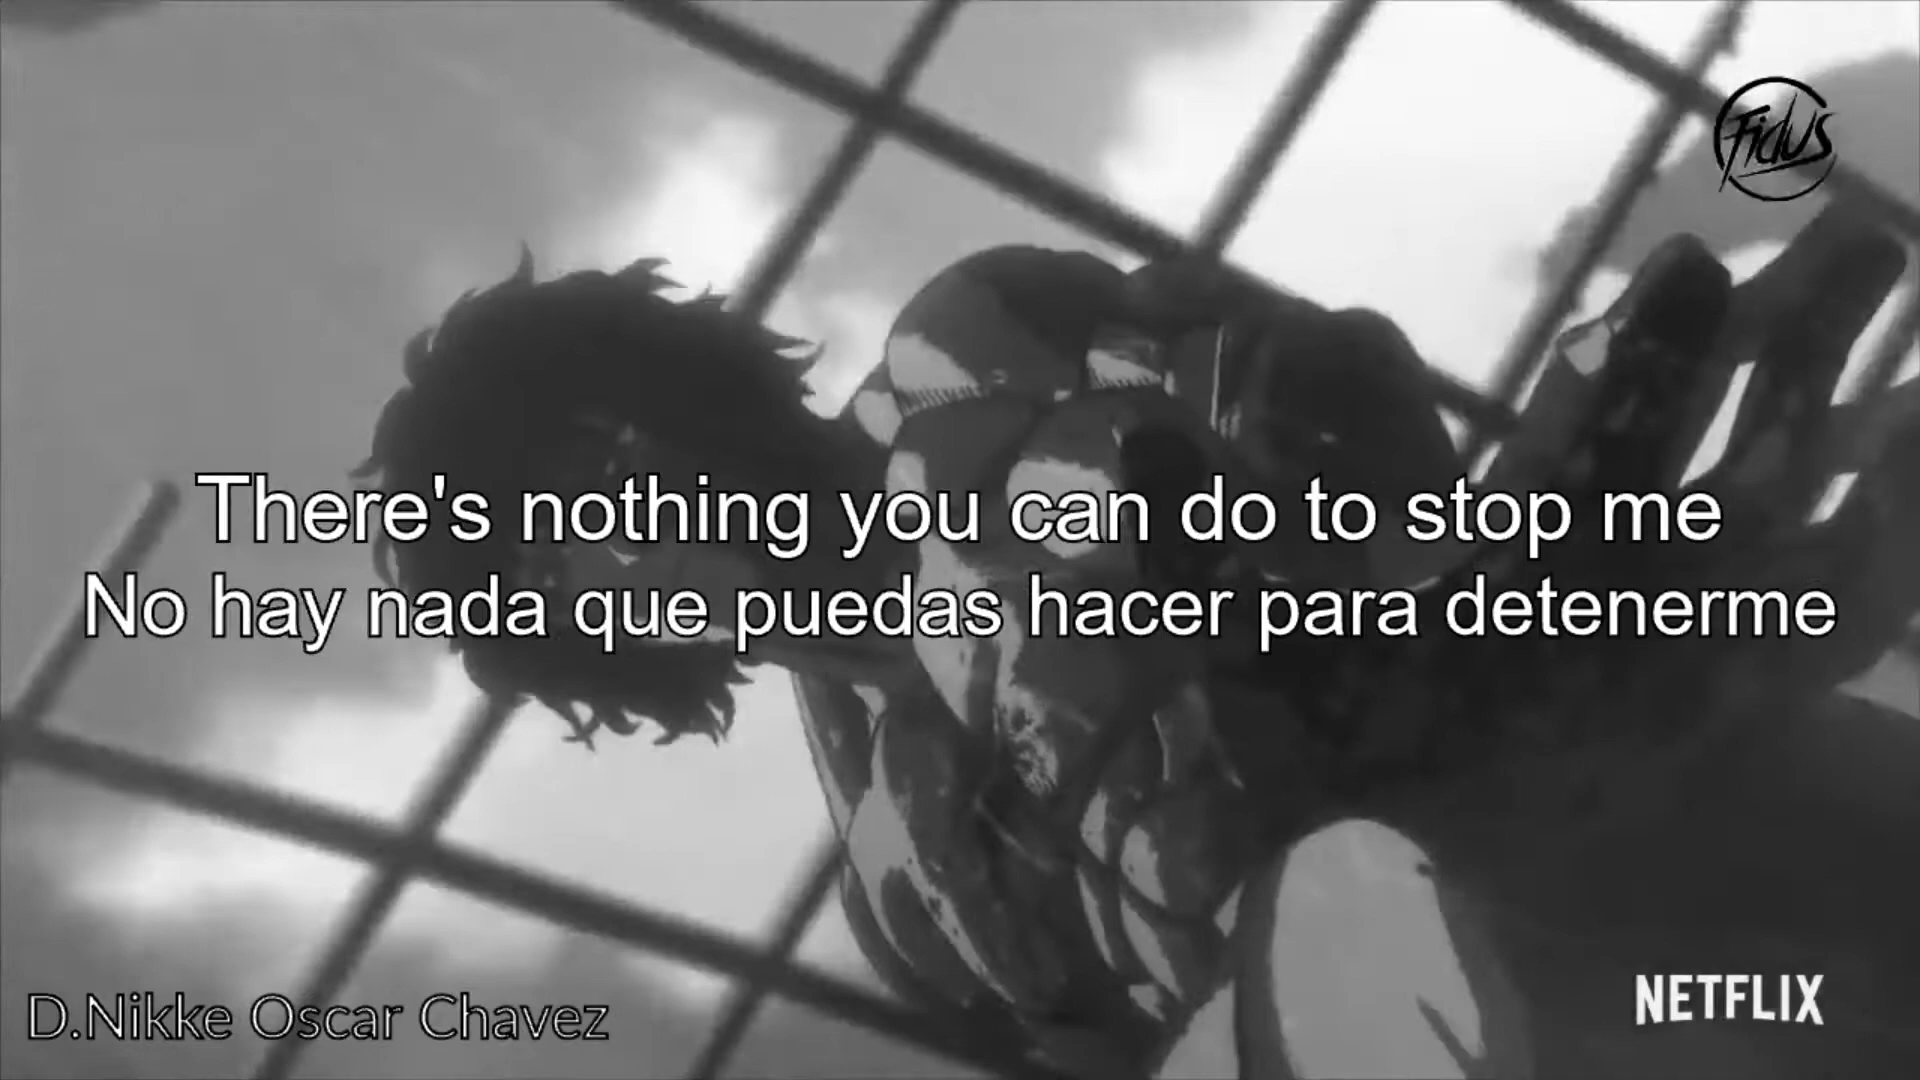 Fidus
There's nothing you can do to stop me
No hay nada que puedas hacer para detenerme
D.Nikke Oscar Chavez
NETFLIX